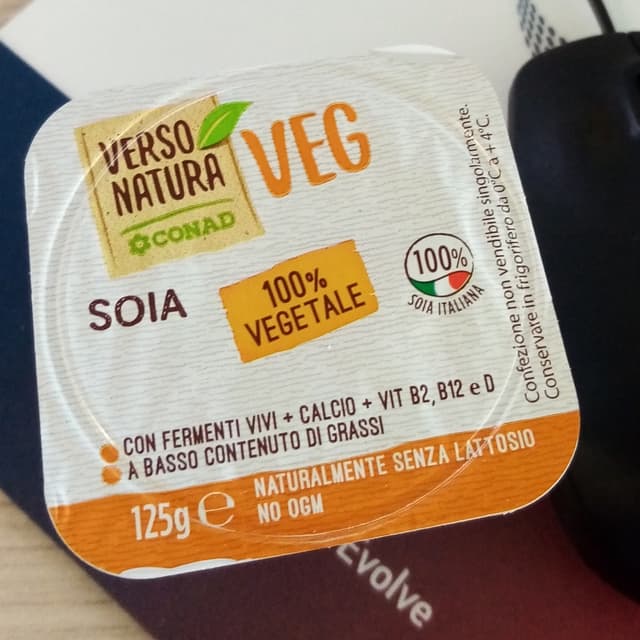 VERSO
NATURA
CONAD
VEG
SOIA
100%
VEGETALE
100%
SOIA ITALIANA
Confezione non vendibile singolarmente.
Conservare in frigorifero da 0°C a + 4°C.
CON FERMENTI VIVI + CALCIO + VIT B2, B12 e D
A BASSO CONTENUTO DI GRASSI
125g e
NATURALMENTE SENZA LATTOSIO
NO OGM
Evolve